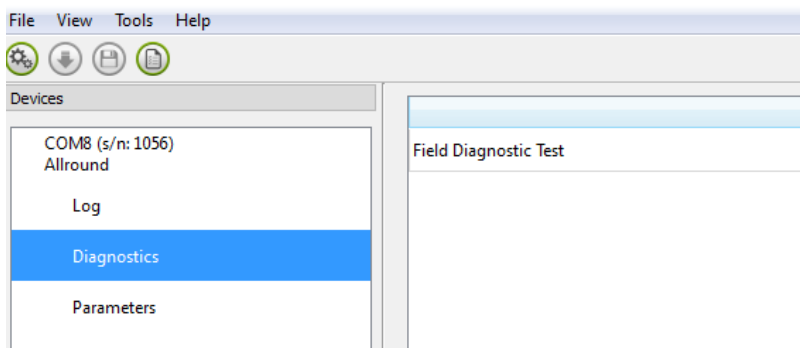 File View Tools Help
Devices
COM8 (s/n: 1056)
Allround
Log
Diagnostics
Parameters
Field Diagnostic Test